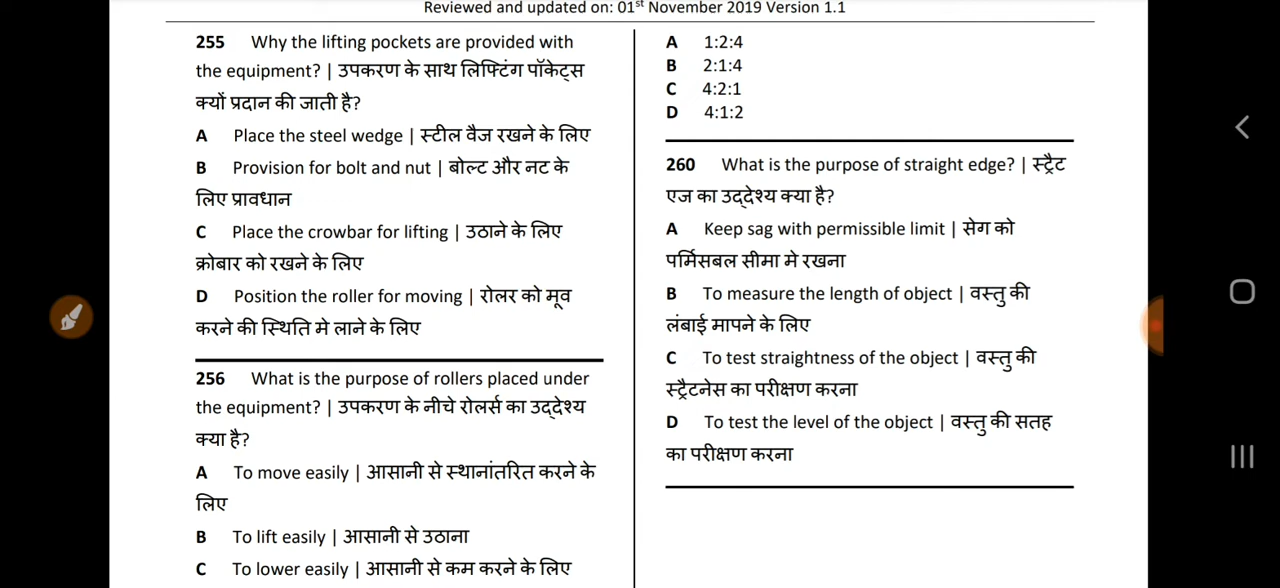 Reviewed and updated on: 01st November 2019 Version 1.1
255 Why the lifting pockets are provided with
the equipment? | उपकरण के साथ लिफ्टिंग पॉकेट्स
क्यों प्रदान की जाती है?
A Place the steel wedge | स्टील वैज रखने के लिए
B Provision for bolt and nut | बोल्ट और नट के
लिए प्रावधान
C Place the crowbar for lifting | उठाने के लिए
क्रोबार को रखने के लिए
D Position the roller for moving | रोलर को मूव
करने की स्थिति मे लाने के लिए
256 What is the purpose of rollers placed under
the equipment? | उपकरण के नीचे रोलर्स का उद्देश्य
क्या है?
A To move easily | आसानी से स्थानांतरित करने के
लिए
B To lift easily | आसानी से उठाना
C To lower easily | आसानी से कम करने के लिए
A 1:2:4
B 2:1:4
C 4:2:1
D 4:1:2
260 What is the purpose of straight edge? | स्ट्रैट
एज का उद्देश्य क्या है?
A Keep sag with permissible limit | सेग को
पर्मिसबल सीमा मे रखना
B To measure the length of object | वस्तु की
लंबाई मापने के लिए
C To test straightness of the object | वस्तु की
स्ट्रैटनेस का परीक्षण करना
D To test the level of the object | वस्तु की सतह
का परीक्षण करना